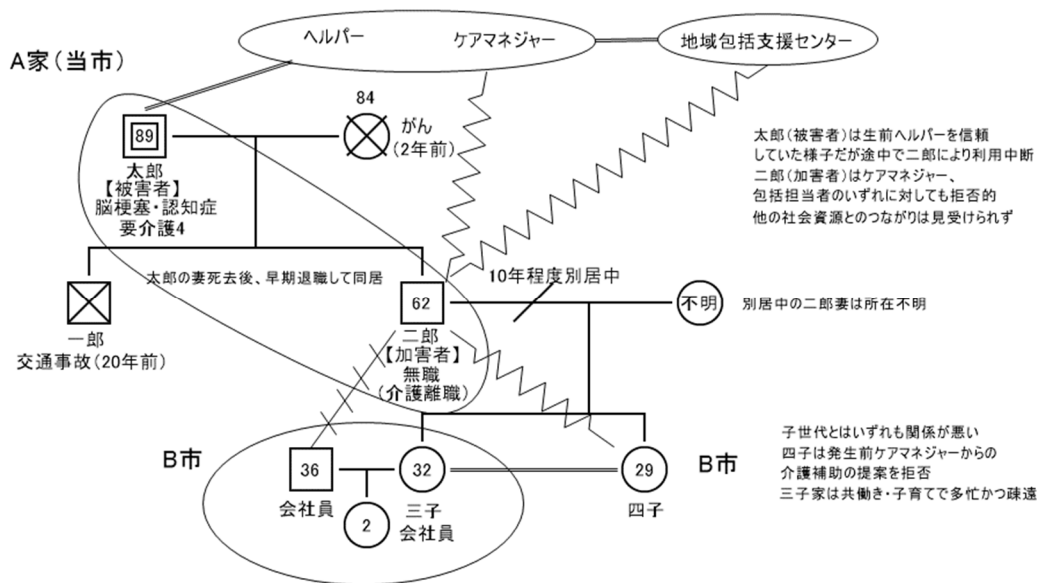 ヘルパー
ケアマネジャー
地域包括支援センター
A家(当市)
84
89
がん
(2年前)
太郎
【被害者】
脳梗塞・認知症
要介護4
太郎(被害者)は生前ヘルパーを信頼
していた様子だが途中で二郎により利用中断
二郎(加害者)はケアマネジャー、
包括担当者のいずれに対しても拒否的
他の社会資源とのつながりは見受けられず
太郎の妻死去後、早期退職して同居
10年程度別居中
62
不明
別居中の二郎妻は所在不明
一郎
交通事故(20年前)
二郎
【加害者】
無職
(介護離職)
B市
36
32
29
B市
会社員
2
三子
会社員
四子
子世代とはいずれも関係が悪い
四子は発生前ケアマネジャーからの
介護補助の提案を拒否
三子家は共働き・子育てで多忙かつ疎遠